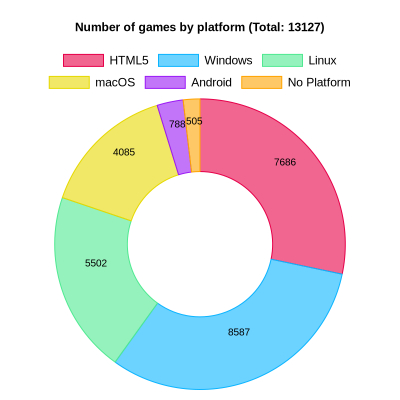 Number of games by platform (Total: 13127)
HTML5 Windows Linux
macOS Android No Platform
788 505
4085 7686
5502
8587